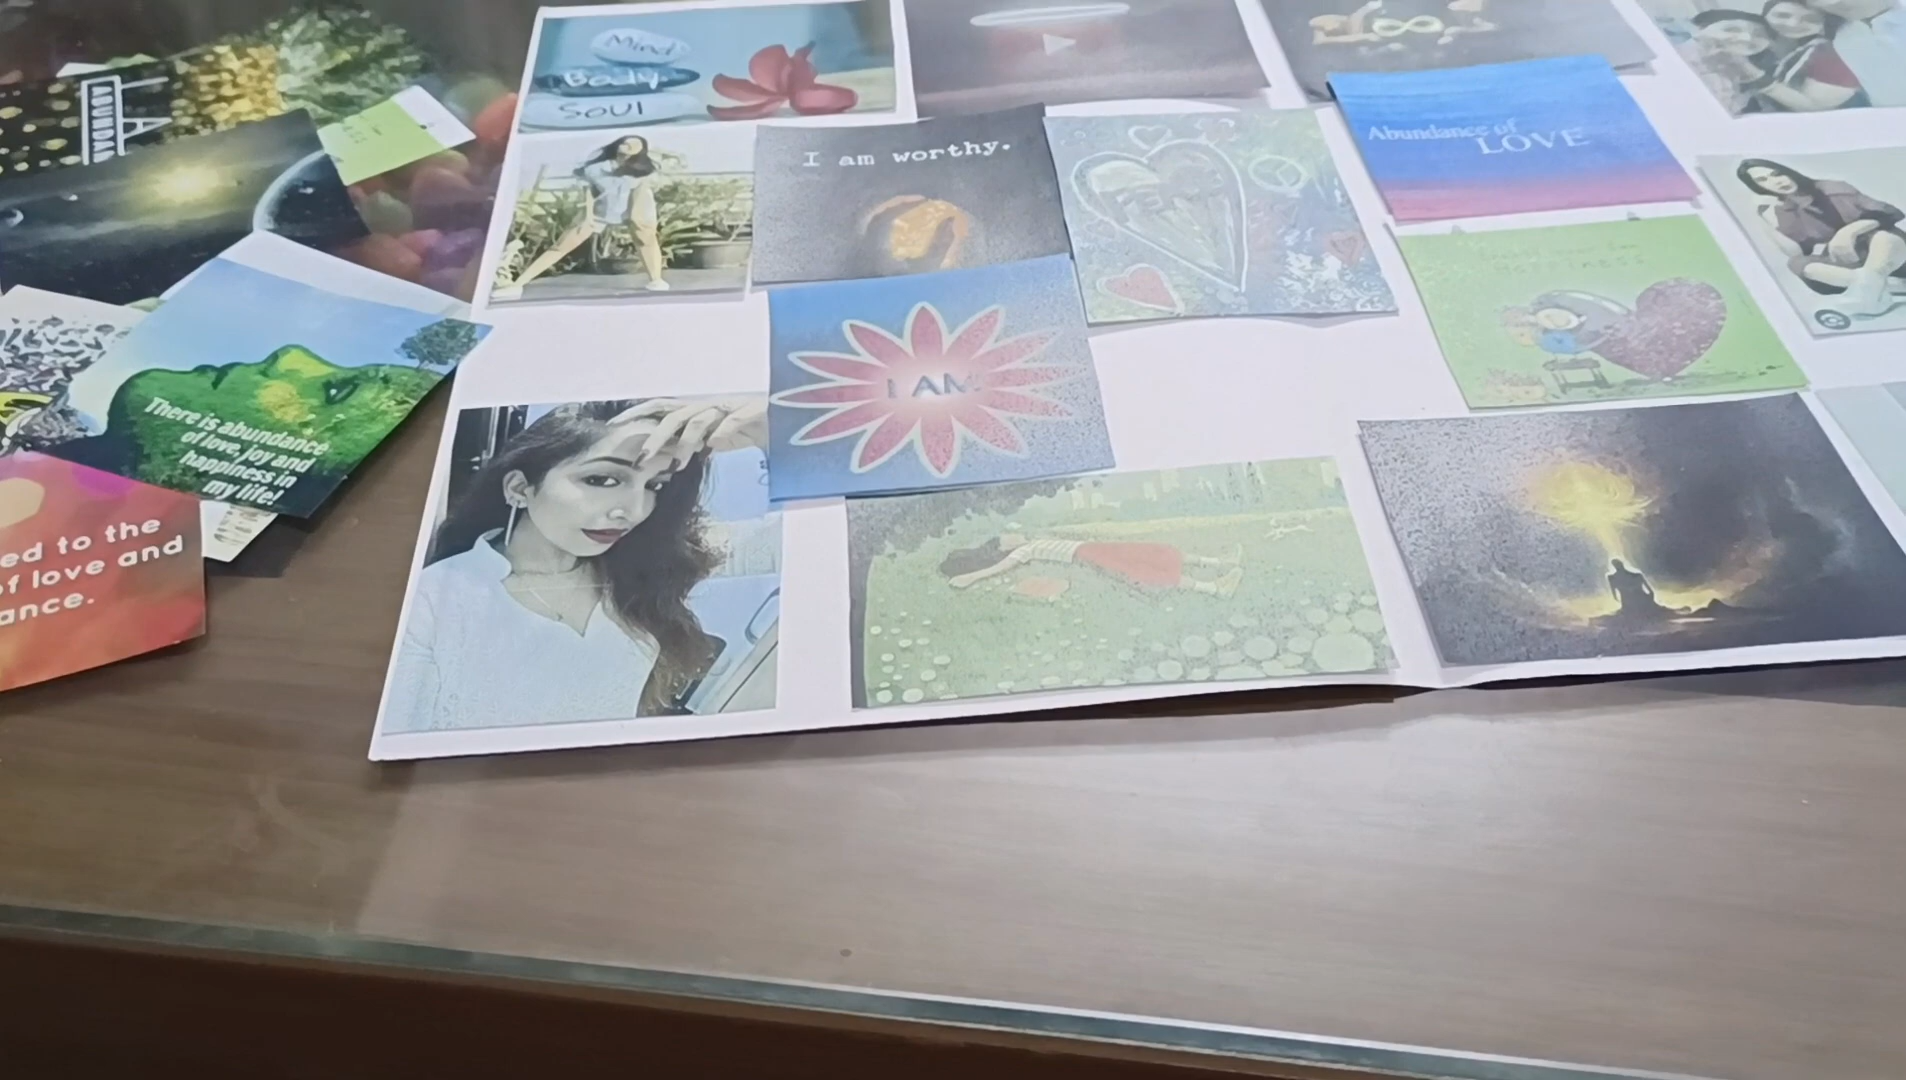 Mind
Body
Soul
I am worthy.
Abundance of
LOVE
I AM
There is abundance
of love, joy and
happiness in
my life!
ed to the
of love and
ance.